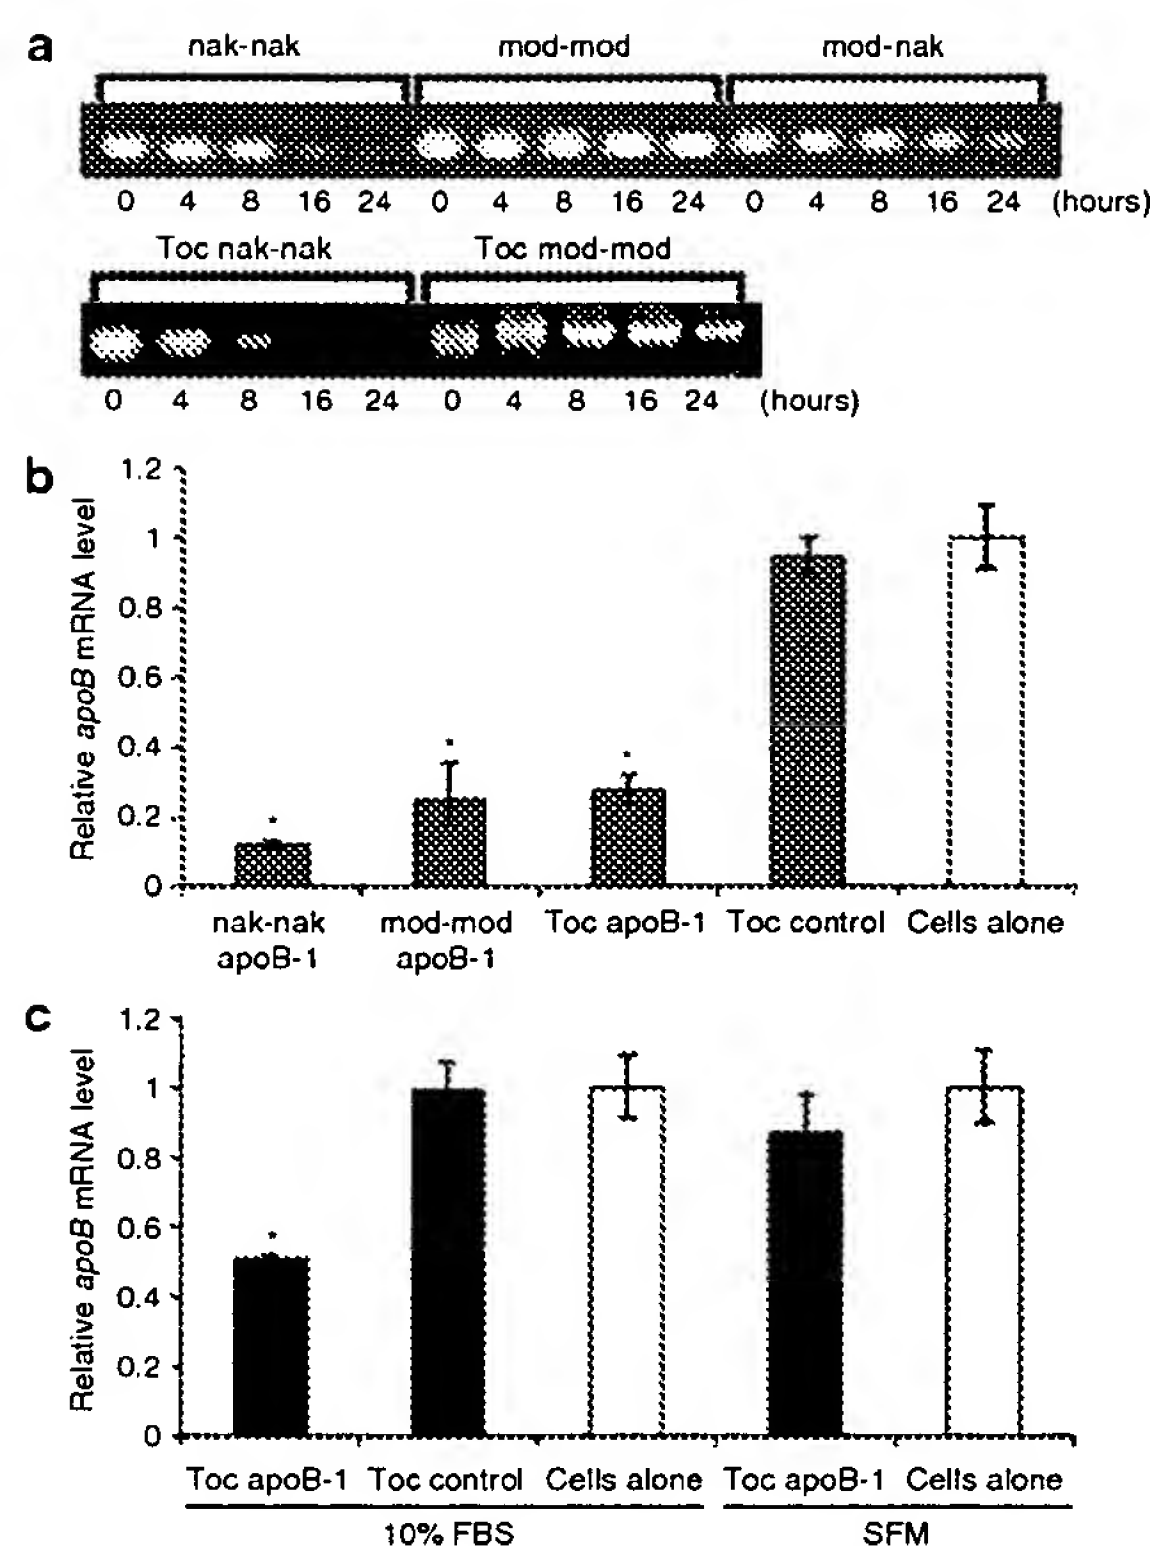 a
nak-nak mod-mod mod-nak
0 4 8 16 24 0 4 8 16 24 0 4 8 16 24 (hours)
Toc nak-nak Toc mod-mod
0 4 8 16 24 0 4 8 16 24 (hours)
b
Relative apoB mRNA level
1.2
1
0.8
0.6
0.4
0.2
0
* * *
nak-nak mod-mod Toc apoB-1 Toc control Cells alone
apoB-1 apoB-1
c
Relative apoB mRNA level
1.2
1
0.8
0.6
0.4
0.2
0
*
Toc apoB-1 Toc control Cells alone Toc apoB-1 Cells alone
10% FBS SFM